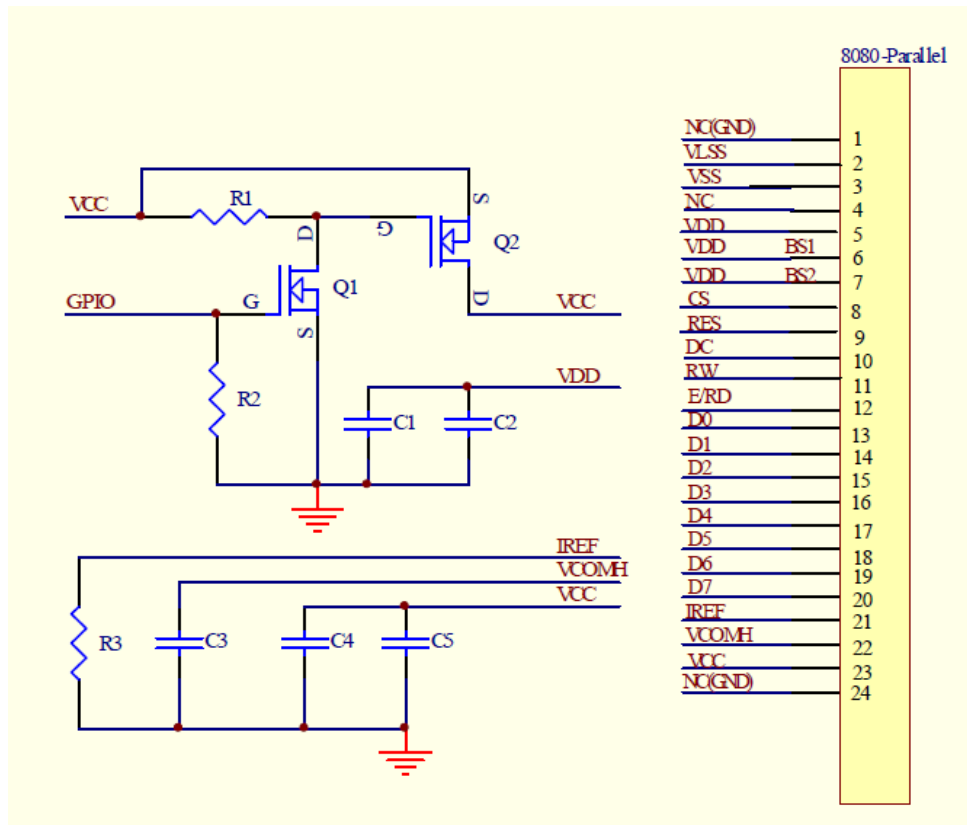 8080-Parallel
NC(GND) 1
VLSS 2
VSS 3
NC 4
VDD 5
VDD BS1 6
VDD BS2 7
CS 8
RES 9
DC 10
RW 11
E/RD 12
D0 13
D1 14
D2 15
D3 16
D4 17
D5 18
D6 19
D7 20
IREF 21
VCOMH 22
VCC 23
NC(GND) 24
VCC
R1
D
G
S
Q2
D
VCC
GPIO
G
Q1
S
R2
VDD
C1
C2
IREF
VCOMH
VCC
R3
C3
C4
C5